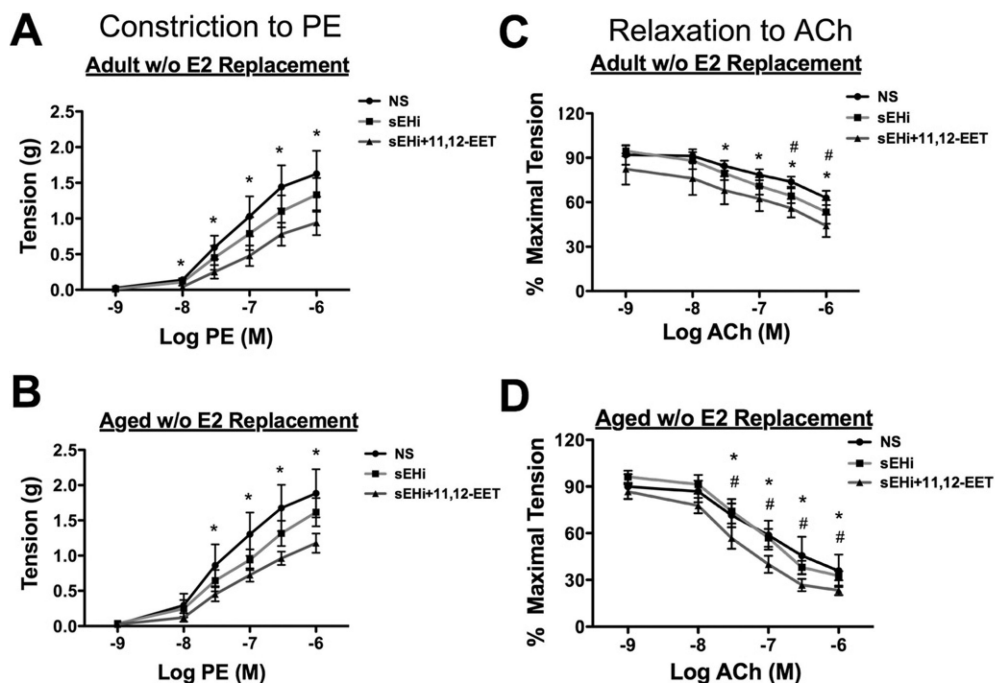 A
Constriction to PE
Adult w/o E2 Replacement
NS
sEHi
sEHi+11,12-EET
2.5
2.0
1.5
1.0
0.5
0.0
Tension (g)
*
*
*
*
*
-9
-8
-7
-6
Log PE (M)
C
Relaxation to ACh
Adult w/o E2 Replacement
NS
sEHi
sEHi+11,12-EET
120
90
60
30
0
% Maximal Tension
*
*
#
*
#
*
-9
-8
-7
-6
Log ACh (M)
B
Aged w/o E2 Replacement
NS
sEHi
sEHi+11,12-EET
2.5
2.0
1.5
1.0
0.5
0.0
Tension (g)
*
*
*
*
-9
-8
-7
-6
Log PE (M)
D
Aged w/o E2 Replacement
NS
sEHi
sEHi+11,12-EET
120
90
60
30
0
% Maximal Tension
*
#
*
#
*
#
*
#
-9
-8
-7
-6
Log ACh (M)